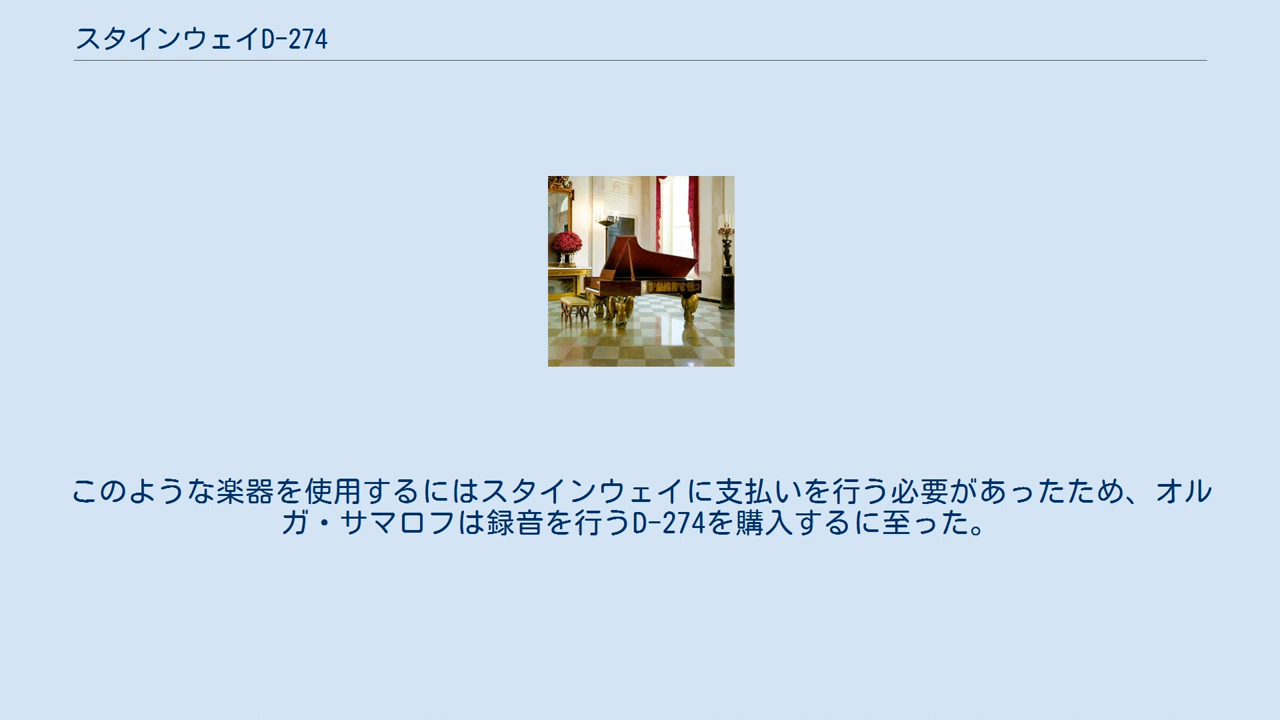 スタインウェイD-274
このような楽器を使用するにはスタインウェイに支払いを行う必要があったため、オル
ガ・サマロフは録音を行うD-274を購入するに至った。